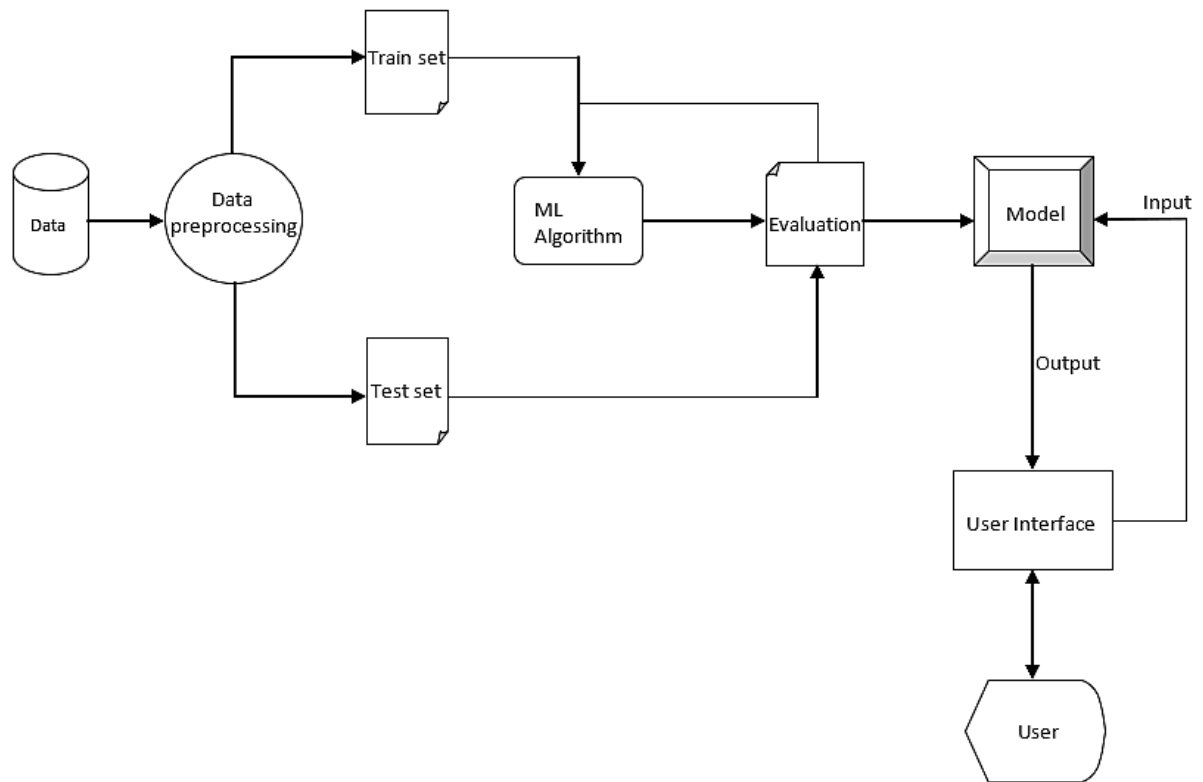 Train set
Data
preprocessing
Data
ML
Algorithm
Evaluation
Model
Input
Test set
Output
User Interface
User